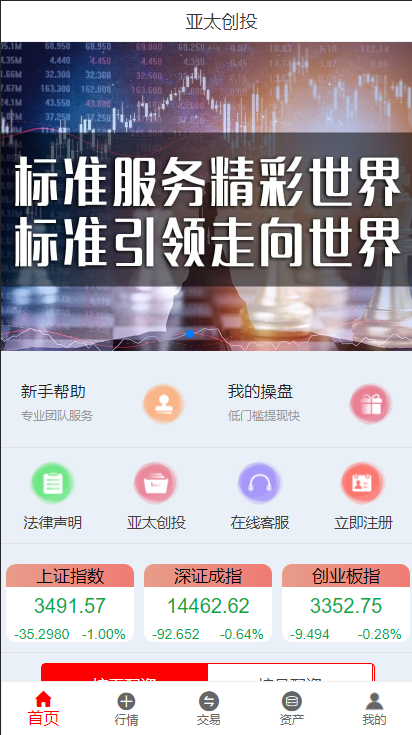 亚太创投
标准服务精彩世界
标准引领走向世界
新手帮助
专业团队服务
我的操盘
低门槛提现快
法律声明
亚太创投
在线客服
立即注册
上证指数
3491.57
-35.2980 -1.00%
深证成指
14462.62
-92.652 -0.64%
创业板指
3352.75
-9.494 -0.28%
首页
行情
交易
资产
我的